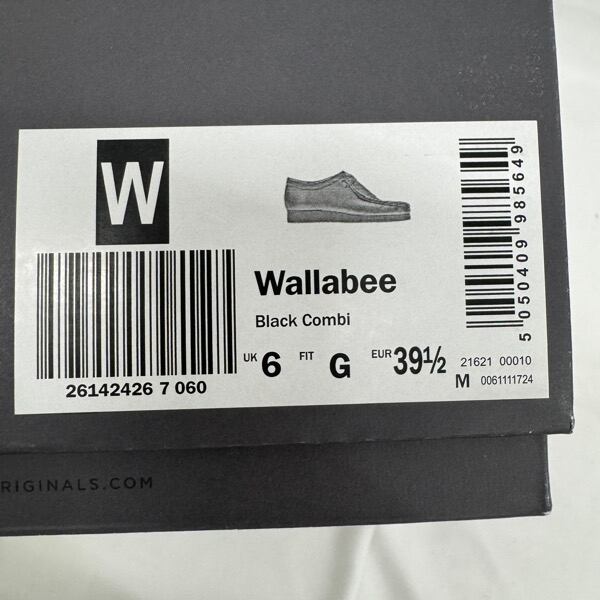 W
Wallabee
Black Combi
UK 6 FIT G EUR 39½
26142426 7 060
5 050409 985649
21621 00010
M 0061111724
RIGINALS.COM